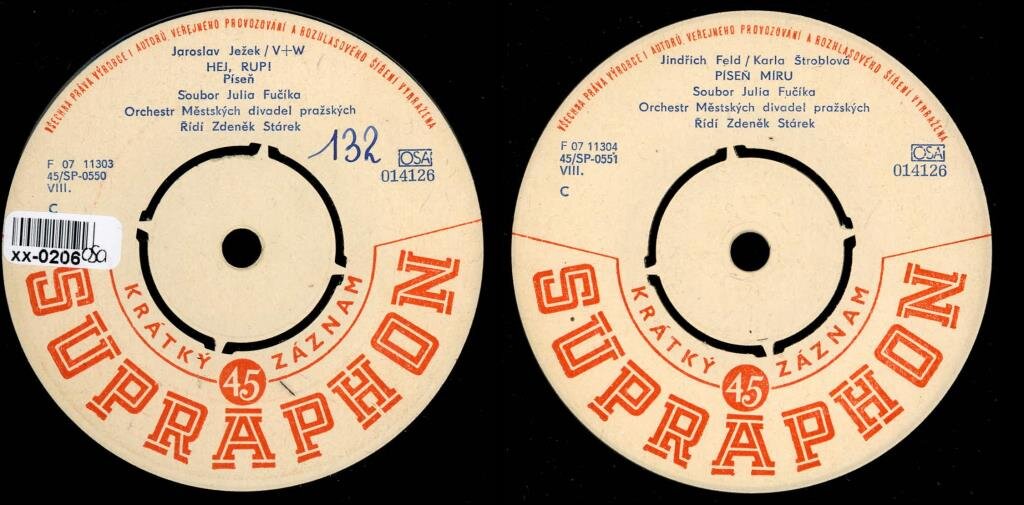 VŠECHNA PRÁVA VÝROBCE I AUTORŮ, VEŘEJNÉHO PROVOZOVÁNÍ A ROZHLASOVÉHO ŠÍŘENÍ VYHRAŽENA
Jaroslav Ježek/V+W
HEJ, RUP!
Píseň
Soubor Julia Fučíka
Orchestr Městských divadel pražských
Řídí Zdeněk Stárek
132
F 07 11303
45/SP-0550
VIII.
C
OSA
014126
xx-0206 osa
KRÁTKÝ 45 ZÁZNAM
SUPRAPHON
VŠECHNA PRÁVA VÝROBCE I AUTORŮ, VEŘEJNÉHO PROVOZOVÁNÍ A ROZHLASOVÉHO ŠÍŘENÍ VYHRAŽENA
Jindřich Feld/Karla Štroblová
PÍSEŇ MÍRU
Soubor Julia Fučíka
Orchestr Městských divadel pražských
Řídí Zdeněk Stárek
F 07 11304
45/SP-0551
VIII.
C
OSA
014126
KRÁTKÝ 45 ZÁZNAM
SUPRAPHON